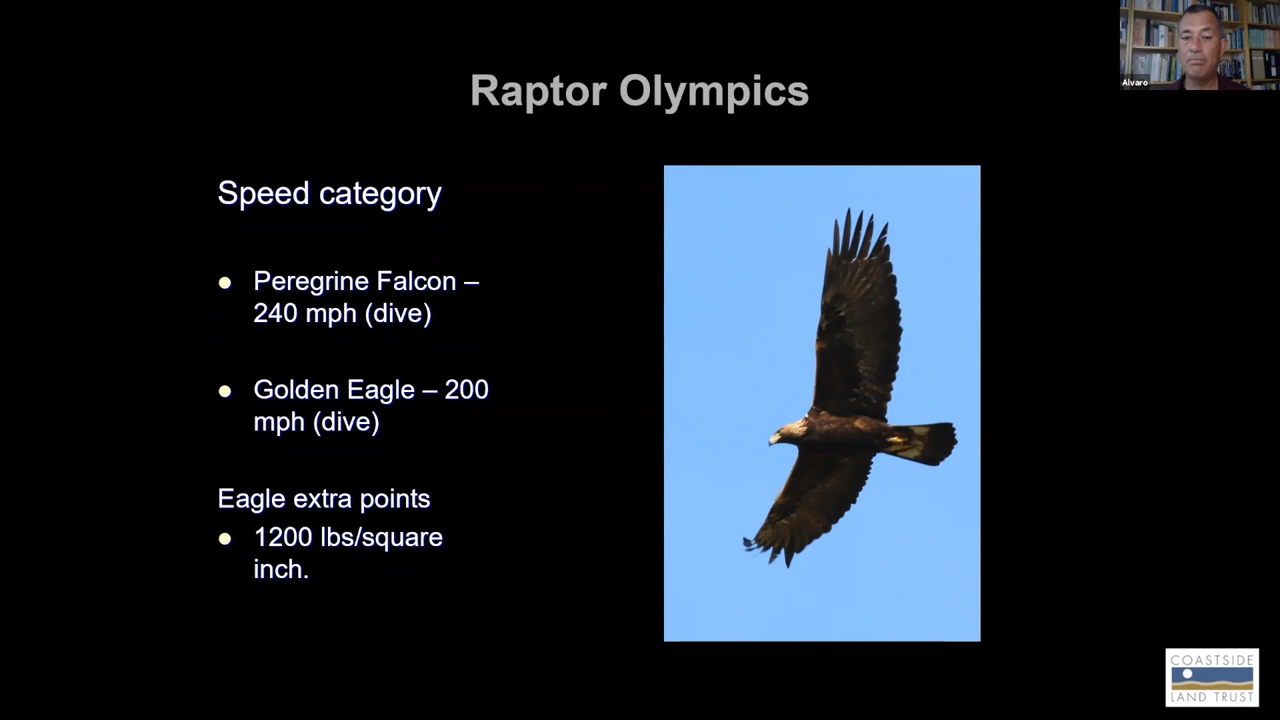 Alvaro
Raptor Olympics
Speed category
Peregrine Falcon –
240 mph (dive)
Golden Eagle – 200
mph (dive)
Eagle extra points
1200 lbs/square
inch.
COASTSIDE
LAND TRUST